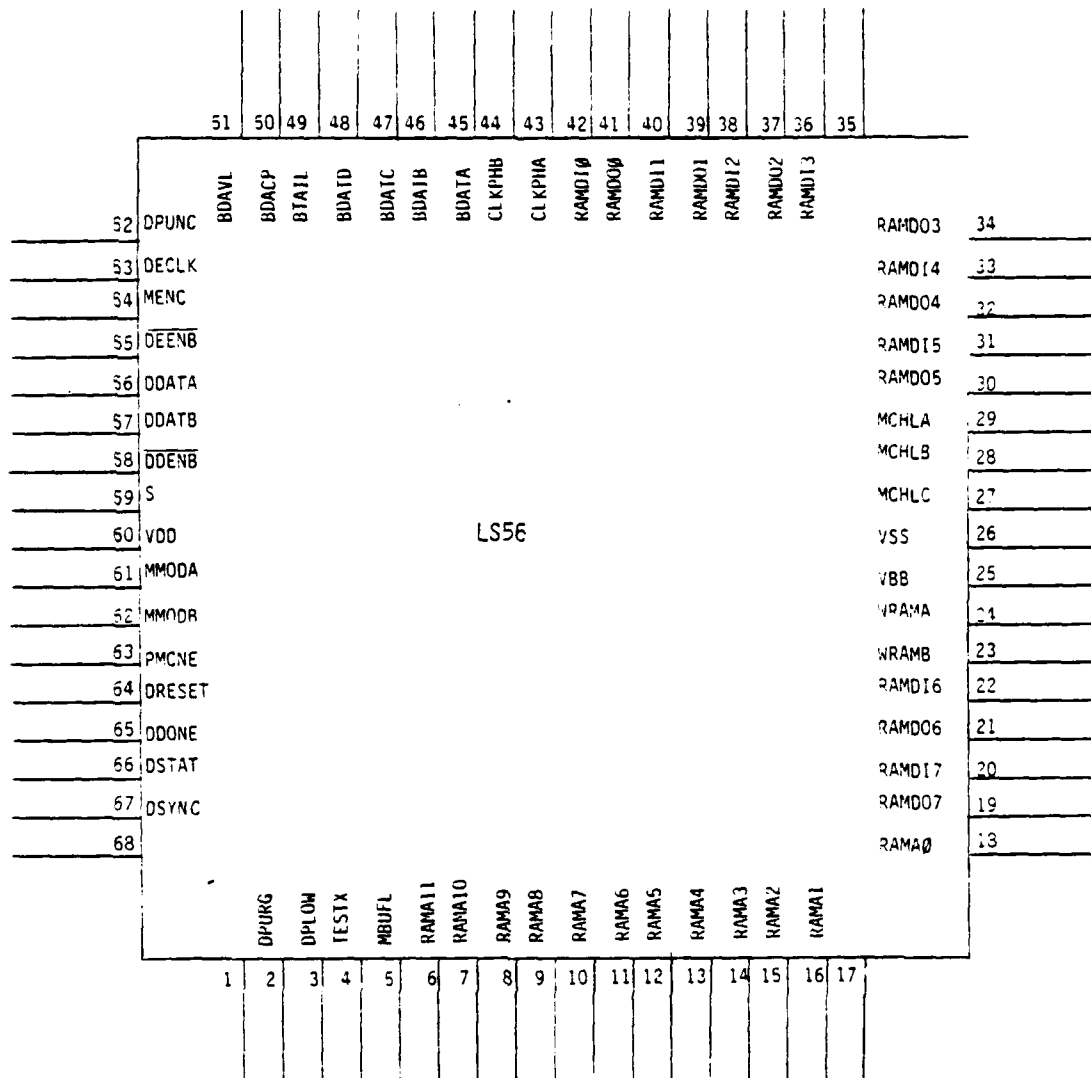 51 50 49 48 47 46 45 44 43 42 41 40 39 38 37 36 35
BDAVL BDACP BTAIL BDATD BDATC BDATB BDATA CLKPHB CLKPHA RAMDIØ RAMDOØ RAMDI1 RAMDO1 RAMDI2 RAMDO2 RAMDI3
52 DPUNC RAMDO3 34
53 DECLK RAMDI4 33
54 MENC RAMDO4 32
55 DEENB RAMDI5 31
56 DDATA RAMDO5 30
57 DDATB MCHLA 29
58 DDENB MCHLB 28
59 S MCHLC 27
60 VDD LS56 VSS 26
61 MMODA VBB 25
62 MMODB WRAMA 24
63 PMCNE WRAMB 23
64 DRESET RAMDI6 22
65 DDONE RAMDO6 21
66 DSTAT RAMDI7 20
67 DSYNC RAMDO7 19
68 RAMAØ 18
DPURG DPLOW TESTX MBUFL RAMA11 RAMA10 RAMA9 RAMA8 RAMA7 RAMA6 RAMA5 RAMA4 RAMA3 RAMA2 RAMA1
1 2 3 4 5 6 7 8 9 10 11 12 13 14 15 16 17